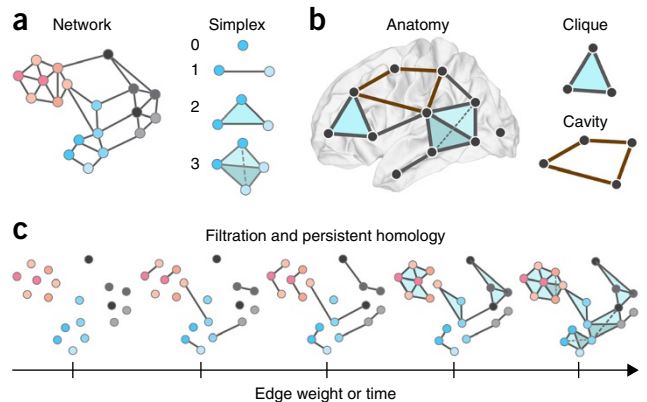 a
Network
Simplex
0
1
2
3
b
Anatomy
Clique
Cavity
c
Filtration and persistent homology
Edge weight or time